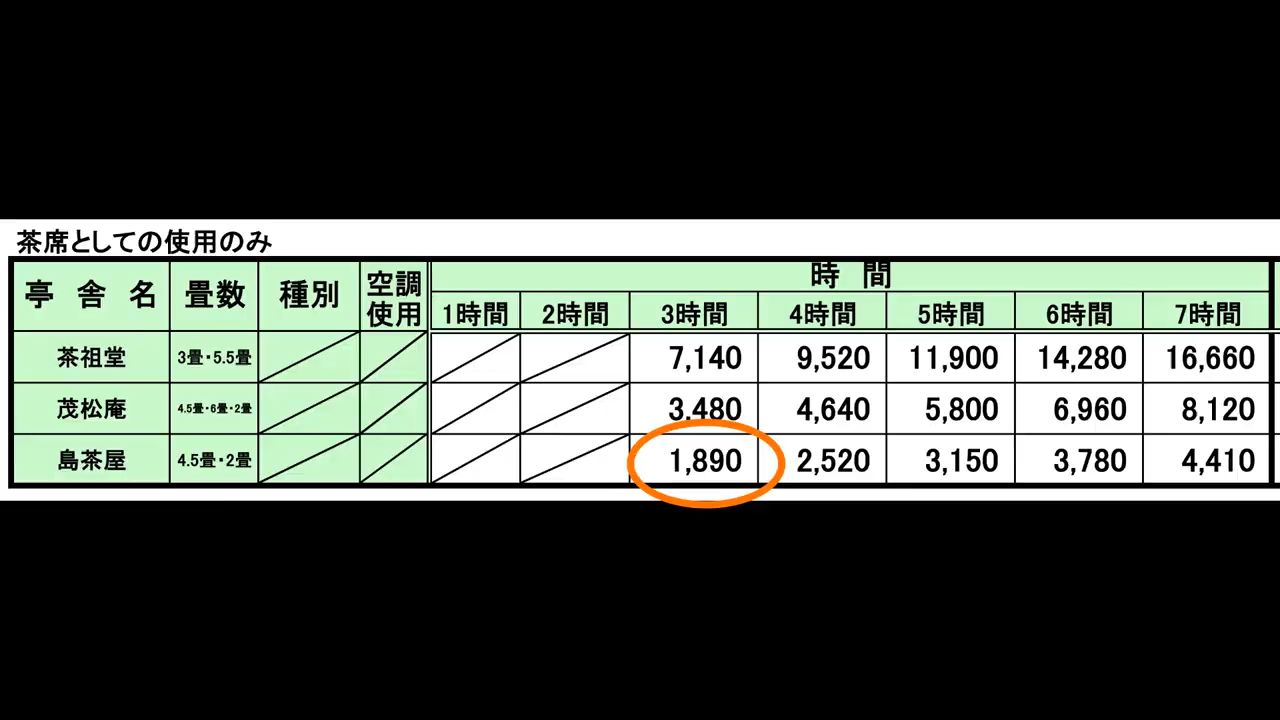 茶席としての使用のみ
亭舎名 畳数 種別 空調使用 時間
1時間 2時間 3時間 4時間 5時間 6時間 7時間
茶祖堂 3畳・5.5畳 7,140 9,520 11,900 14,280 16,660
茂松庵 4.5畳・6畳・2畳 3,480 4,640 5,800 6,960 8,120
島茶屋 4.5畳・2畳 1,890 2,520 3,150 3,780 4,410